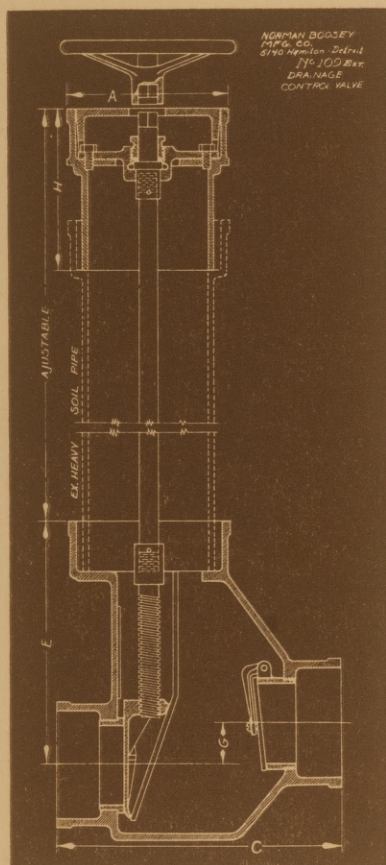 NORMAN BOOSEY
MFG. CO.
5140 Hamilton - Detroit
No 109 Ext.
DRAINAGE
CONTROL VALVE
A
H
ADJUSTABLE
EX. HEAVY SOIL PIPE
E
G
C